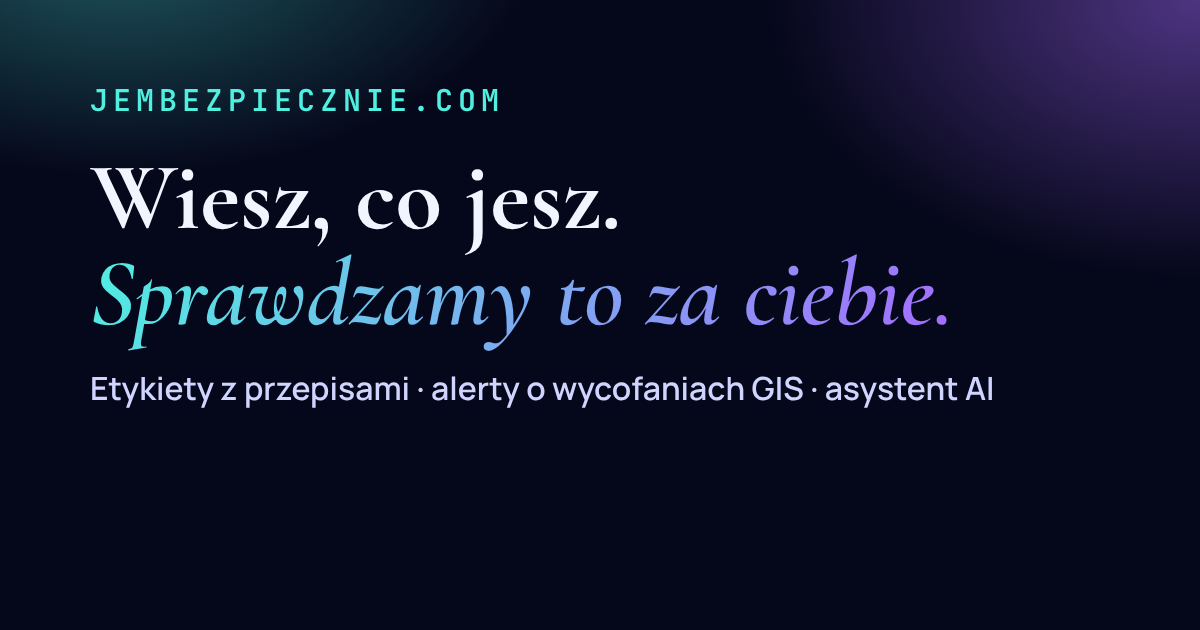 JEMBEZPIECZNIE.COM
Wiesz, co jesz.
Sprawdzamy to za ciebie.
Etykiety z przepisami · alerty o wycofaniach GIS · asystent AI